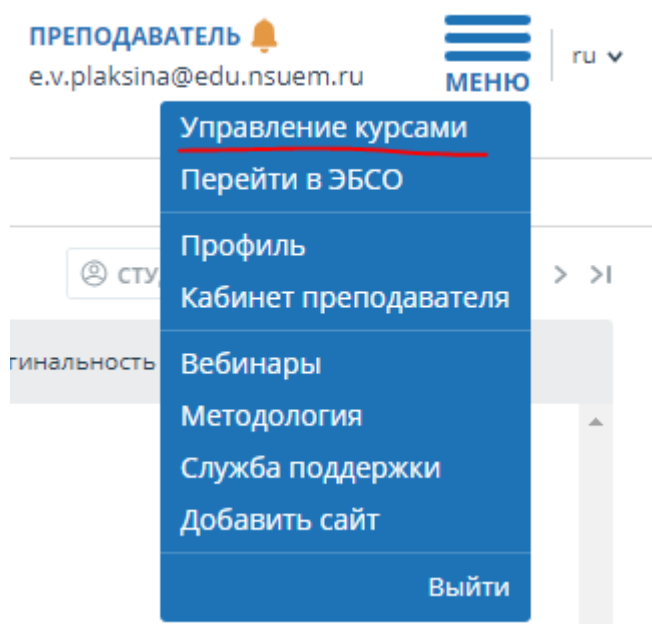 ПРЕПОДАВАТЕЛЬ
e.v.plaksina@edu.nsuem.ru
МЕНЮ
ru
Управление курсами
Перейти в ЭБСО
Профиль
Кабинет преподавателя
Вебинары
Методология
Служба поддержки
Добавить сайт
Выйти